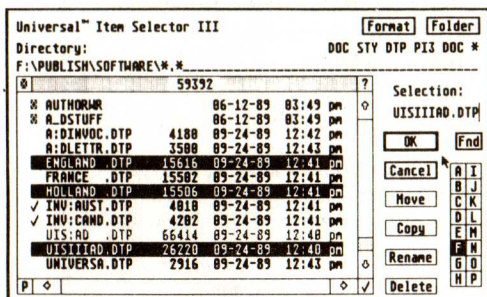 Universal™ Item Selector III
Format Folder
Directory: DOC STY DTP PI3 DOC *
F:\PUBLISH\SOFTWARE\*.*
59392 ?
AUTHORWR 06-12-89 03:49 pm
A_DSTUFF 06-12-89 03:49 pm
A:DINVOC.DTP 4180 09-24-89 12:42 pm
A:DLETTR.DTP 3500 09-24-89 12:43 pm
ENGLAND .DTP 15616 09-24-89 12:41 pm
FRANCE .DTP 15502 09-24-89 12:41 pm
HOLLAND .DTP 15506 09-24-89 12:41 pm
✓ INV:AUST.DTP 4010 09-24-89 12:41 pm
✓ INV:CAND.DTP 4202 09-24-89 12:41 pm
UIS:AD .DTP 66414 09-24-89 12:40 pm
UISIIIAD.DTP 26220 09-24-89 12:40 pm
UNIVERSA.DTP 2916 09-24-89 12:43 pm
P ✓
Selection:
UISIIIAD.DTP
OK Fnd
Cancel
Move
Copy
Rename
Delete
A I
B J
C K
D L
E M
F N
G O
H P